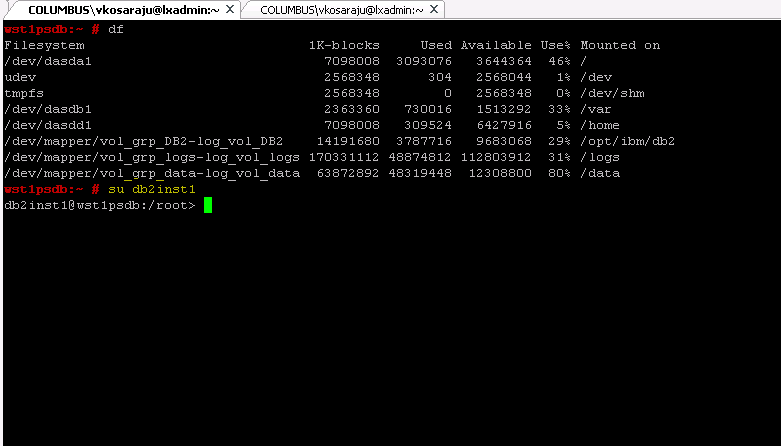 COLUMBUS\vkosaraju@lxadmin:~ X COLUMBUS\vkosaraju@lxadmin:~ X
wst1psdb:~ # df
Filesystem 1K-blocks Used Available Use% Mounted on
/dev/dasda1 7098008 3093076 3644364 46% /
udev 2568348 304 2568044 1% /dev
tmpfs 2568348 0 2568348 0% /dev/shm
/dev/dasdb1 2363360 730016 1513292 33% /var
/dev/dasdd1 7098008 309524 6427916 5% /home
/dev/mapper/vol_grp_DB2-log_vol_DB2 14191680 3787716 9683068 29% /opt/ibm/db2
/dev/mapper/vol_grp_logs-log_vol_logs 170331112 48874812 112803912 31% /logs
/dev/mapper/vol_grp_data-log_vol_data 63872892 48319448 12308800 80% /data
wst1psdb:~ # su db2inst1
db2inst1@wst1psdb:/root>